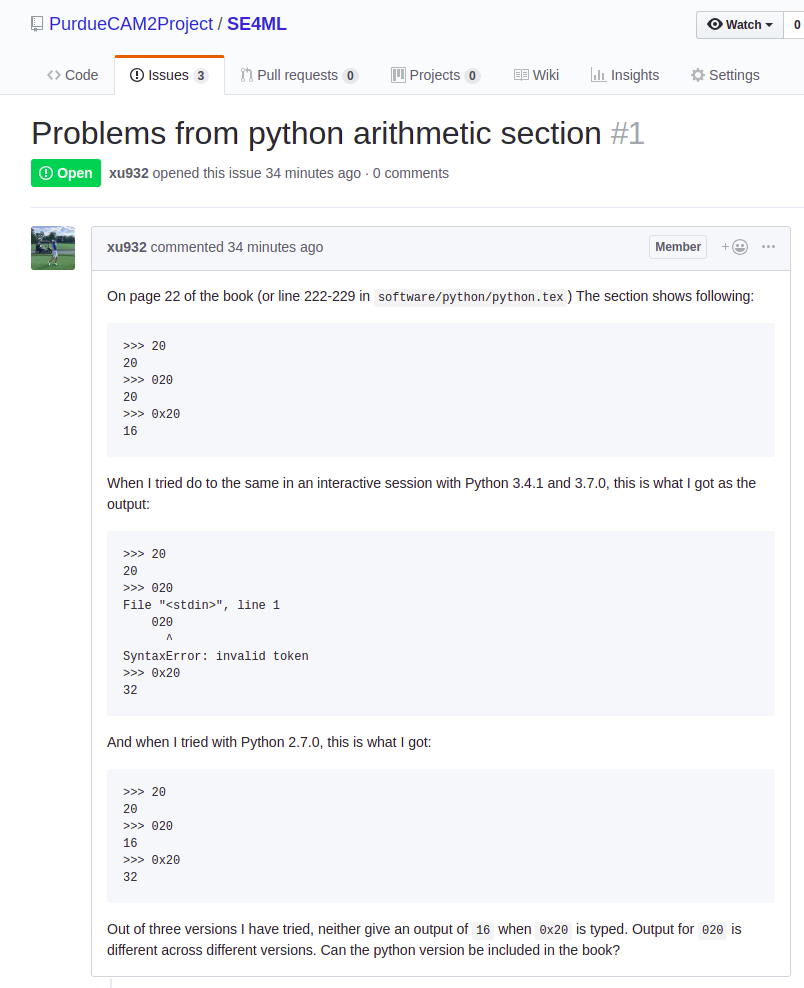 PurdueCAM2Project / SE4ML
Watch 0
Code Issues 3 Pull requests 0 Projects 0 Wiki Insights Settings
Problems from python arithmetic section #1
Open xu932 opened this issue 34 minutes ago · 0 comments
xu932 commented 34 minutes ago Member + ···
On page 22 of the book (or line 222-229 in software/python/python.tex ) The section shows following:
>>> 20
20
>>> 020
20
>>> 0x20
16
When I tried do to the same in an interactive session with Python 3.4.1 and 3.7.0, this is what I got as the
output:
>>> 20
20
>>> 020
File "<stdin>", line 1
020
^
SyntaxError: invalid token
>>> 0x20
32
And when I tried with Python 2.7.0, this is what I got:
>>> 20
20
>>> 020
16
>>> 0x20
32
Out of three versions I have tried, neither give an output of 16 when 0x20 is typed. Output for 020 is
different across different versions. Can the python version be included in the book?